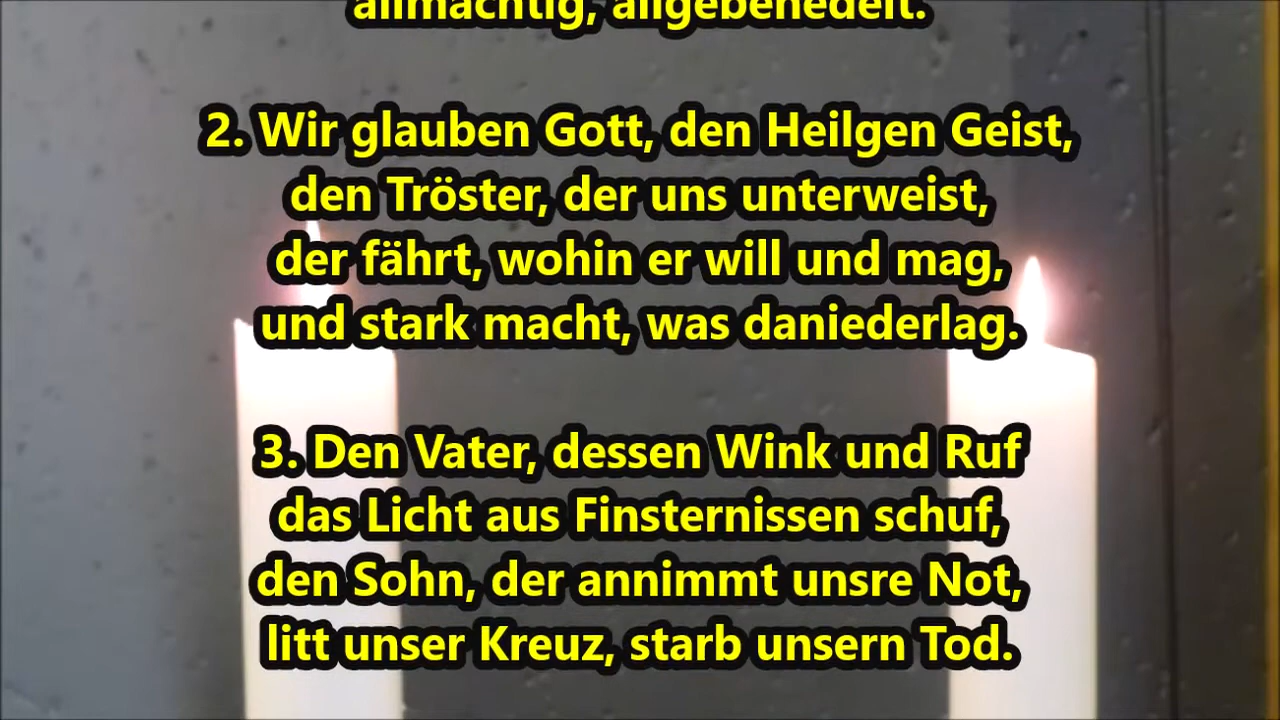 allmächtig, allgebenedeit.
2. Wir glauben Gott, den Heilgen Geist,
den Tröster, der uns unterweist,
der fährt, wohin er will und mag,
und stark macht, was daniederlag.
3. Den Vater, dessen Wink und Ruf
das Licht aus Finsternissen schuf,
den Sohn, der annimmt unsre Not,
litt unser Kreuz, starb unsern Tod.